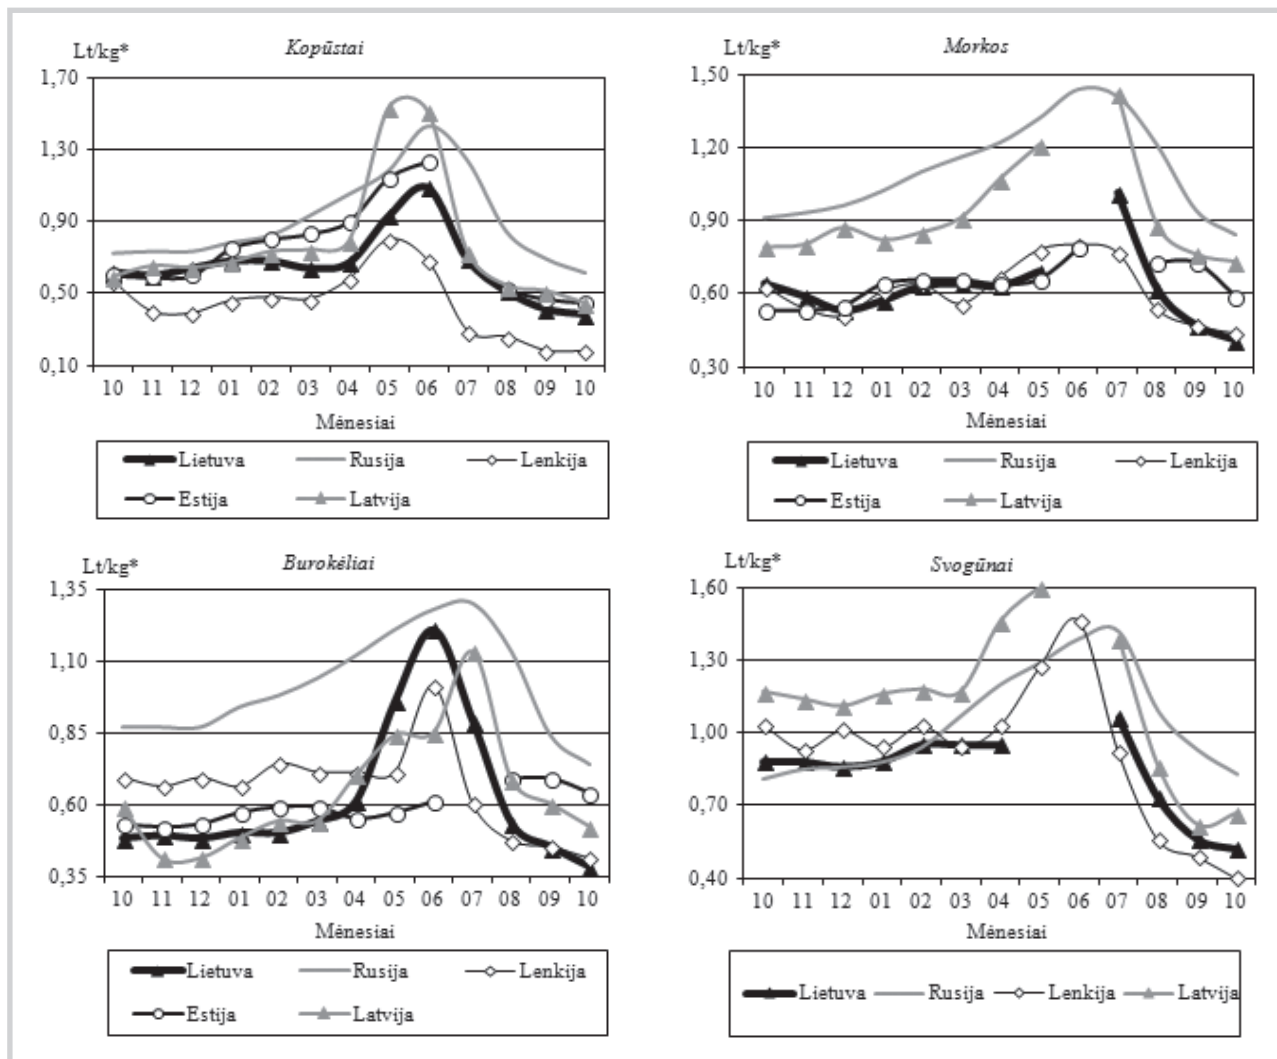 Lt/kg* Kopūstai
1,70
1,30
0,90
0,50
0,10
10 11 12 01 02 03 04 05 06 07 08 09 10
Mėnesiai
Lietuva Rusija Lenkija
Estija Latvija
Lt/kg* Morkos
1,50
1,20
0,90
0,60
0,30
10 11 12 01 02 03 04 05 06 07 08 09 10
Mėnesiai
Lietuva Rusija Lenkija
Estija Latvija
Lt/kg* Burokėliai
1,35
1,10
0,85
0,60
0,35
10 11 12 01 02 03 04 05 06 07 08 09 10
Mėnesiai
Lietuva Rusija Lenkija
Estija Latvija
Lt/kg* Svogūnai
1,60
1,30
1,00
0,70
0,40
10 11 12 01 02 03 04 05 06 07 08 09 10
Mėnesiai
Lietuva Rusija Lenkija Latvija